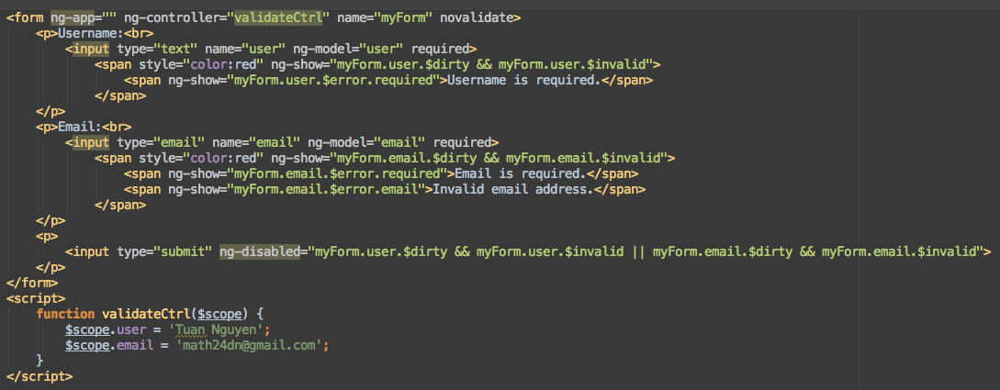 <form ng-app="" ng-controller="validateCtrl" name="myForm" novalidate>
    <p>Username:<br>
        <input type="text" name="user" ng-model="user" required>
            <span style="color:red" ng-show="myForm.user.$dirty && myForm.user.$invalid">
                <span ng-show="myForm.user.$error.required">Username is required.</span>
            </span>
    </p>
    <p>Email:<br>
        <input type="email" name="email" ng-model="email" required>
            <span style="color:red" ng-show="myForm.email.$dirty && myForm.email.$invalid">
                <span ng-show="myForm.email.$error.required">Email is required.</span>
                <span ng-show="myForm.email.$error.email">Invalid email address.</span>
            </span>
    </p>
    <p>
        <input type="submit" ng-disabled="myForm.user.$dirty && myForm.user.$invalid || myForm.email.$dirty && myForm.email.$invalid">
    </p>
</form>
<script>
    function validateCtrl($scope) {
        $scope.user = 'Tuan Nguyen';
        $scope.email = 'math24dn@gmail.com';
    }
</script>